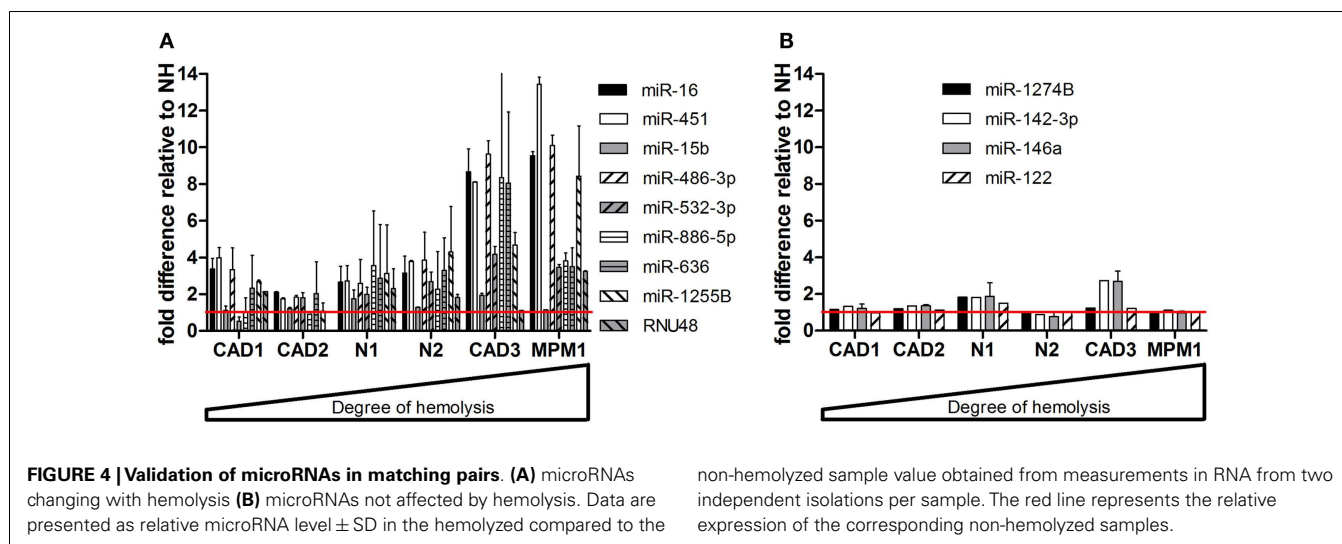 A
fold difference relative to NH
14
12
10
8
6
4
2
0
CAD1 CAD2 N1 N2 CAD3 MPM1
Degree of hemolysis
miR-16
miR-451
miR-15b
miR-486-3p
miR-532-3p
miR-886-5p
miR-636
miR-1255B
RNU48
B
fold difference relative to NH
14
12
10
8
6
4
2
0
CAD1 CAD2 N1 N2 CAD3 MPM1
Degree of hemolysis
miR-1274B
miR-142-3p
miR-146a
miR-122
FIGURE 4 | Validation of microRNAs in matching pairs. (A) microRNAs
changing with hemolysis (B) microRNAs not affected by hemolysis. Data are
presented as relative microRNA level ± SD in the hemolyzed compared to the
non-hemolyzed sample value obtained from measurements in RNA from two
independent isolations per sample. The red line represents the relative
expression of the corresponding non-hemolyzed samples.